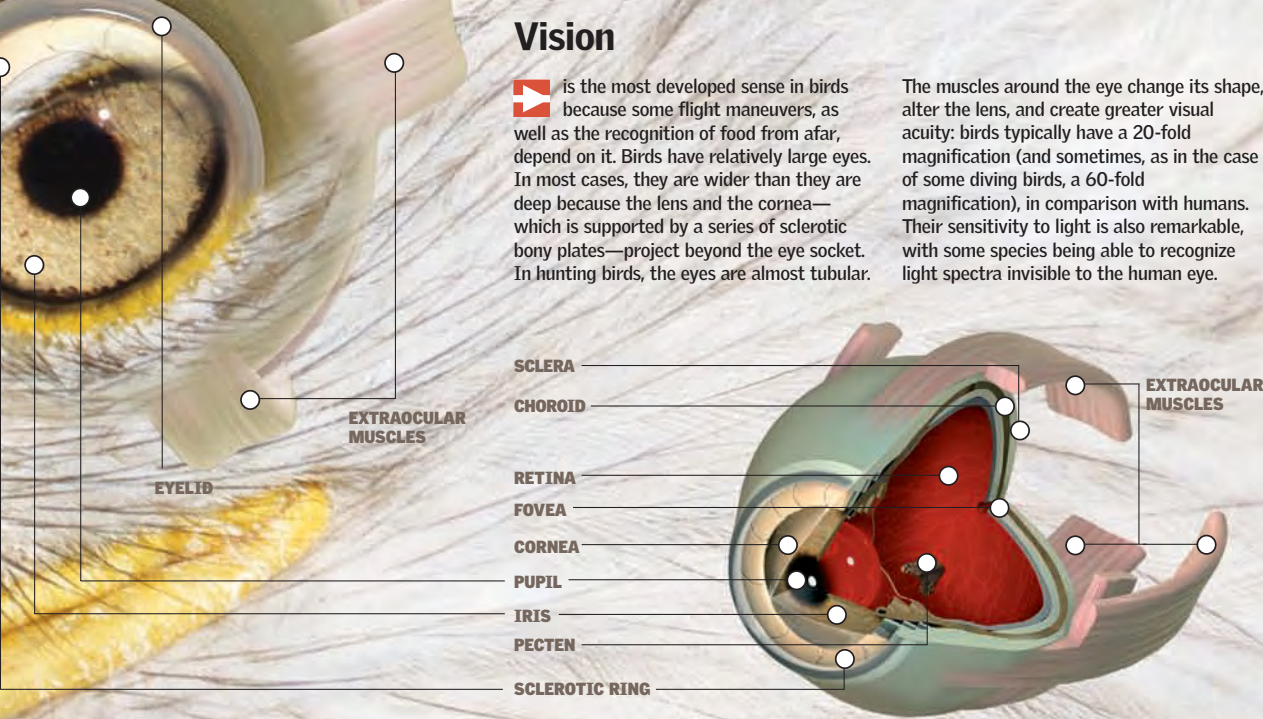 Vision
is the most developed sense in birds
because some flight maneuvers, as
well as the recognition of food from afar,
depend on it. Birds have relatively large eyes.
In most cases, they are wider than they are
deep because the lens and the cornea—
which is supported by a series of sclerotic
bony plates—project beyond the eye socket.
In hunting birds, the eyes are almost tubular.
The muscles around the eye change its shape,
alter the lens, and create greater visual
acuity: birds typically have a 20-fold
magnification (and sometimes, as in the case
of some diving birds, a 60-fold
magnification), in comparison with humans.
Their sensitivity to light is also remarkable,
with some species being able to recognize
light spectra invisible to the human eye.
EXTRAOCULAR
MUSCLES
EYELID
SCLERA
CHOROID
RETINA
FOVEA
CORNEA
PUPIL
IRIS
PECTEN
SCLEROTIC RING
EXTRAOCULAR
MUSCLES